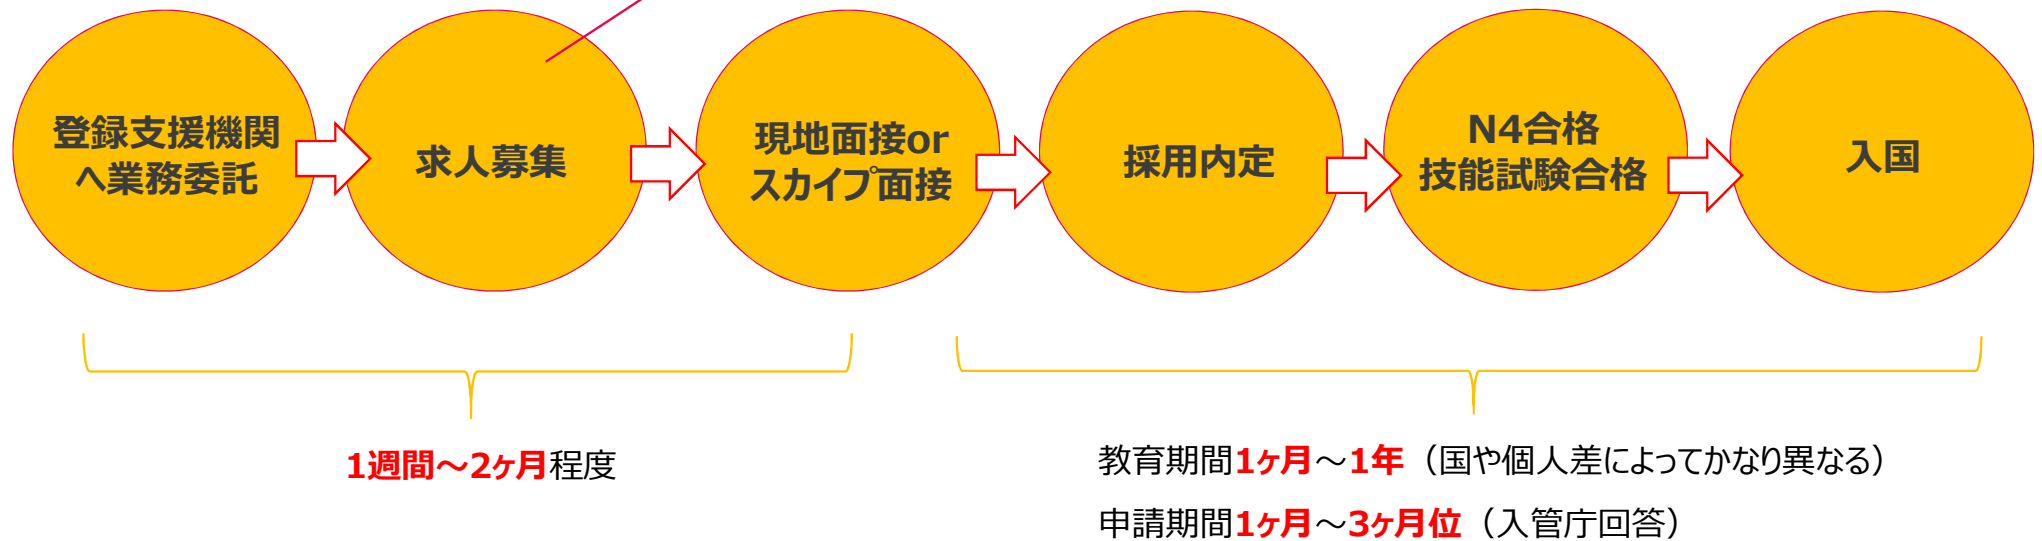 登録支援機関
へ業務委託
求人募集
現地面接or
スカイプ面接
採用内定
N4合格
技能試験合格
入国
1週間～2ヶ月程度
教育期間1ヶ月～1年（国や個人差によってかなり異なる）
申請期間1ヶ月～3ヶ月位（入管庁回答）